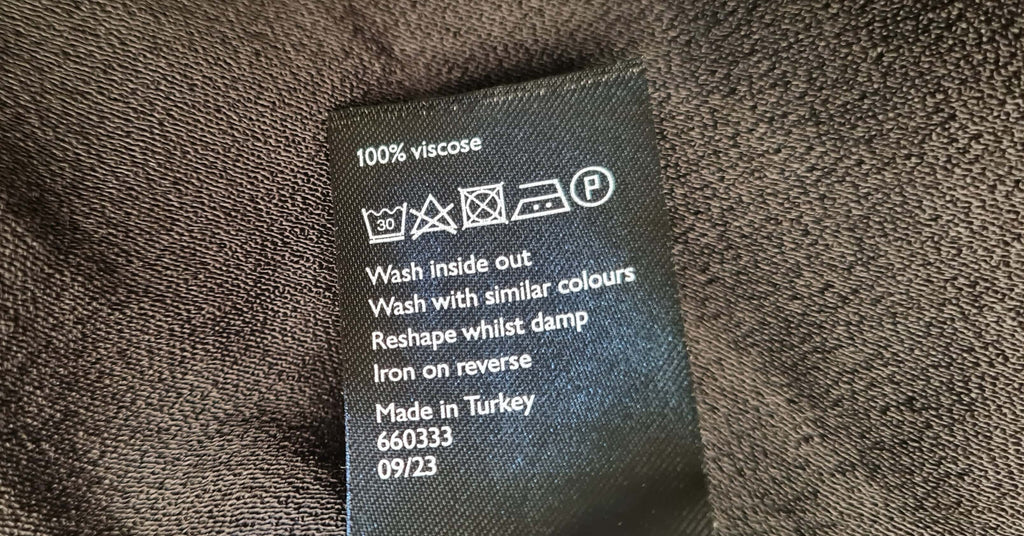 100% viscose
30 P
Wash inside out
Wash with similar colours
Reshape whilst damp
Iron on reverse
Made in Turkey
660333
09/23